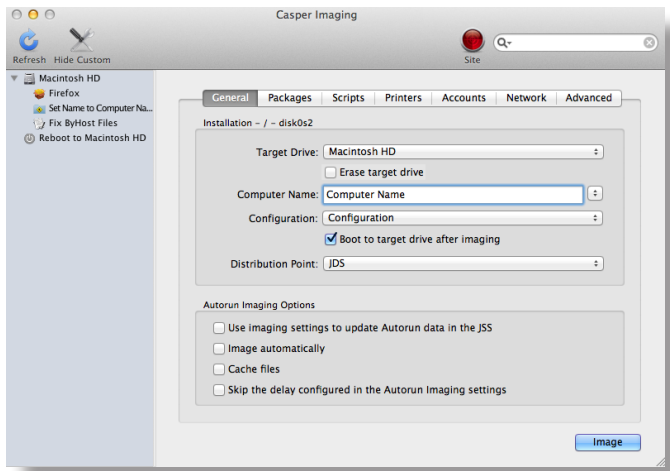 Casper Imaging
Refresh Hide Custom
Site
Macintosh HD
Firefox
Set Name to Computer Na...
Fix ByHost Files
Reboot to Macintosh HD
General Packages Scripts Printers Accounts Network Advanced
Installation - / - disk0s2
Target Drive: Macintosh HD
Erase target drive
Computer Name: Computer Name
Configuration: Configuration
Boot to target drive after imaging
Distribution Point: JDS
Autorun Imaging Options
Use imaging settings to update Autorun data in the JSS
Image automatically
Cache files
Skip the delay configured in the Autorun Imaging settings
Image